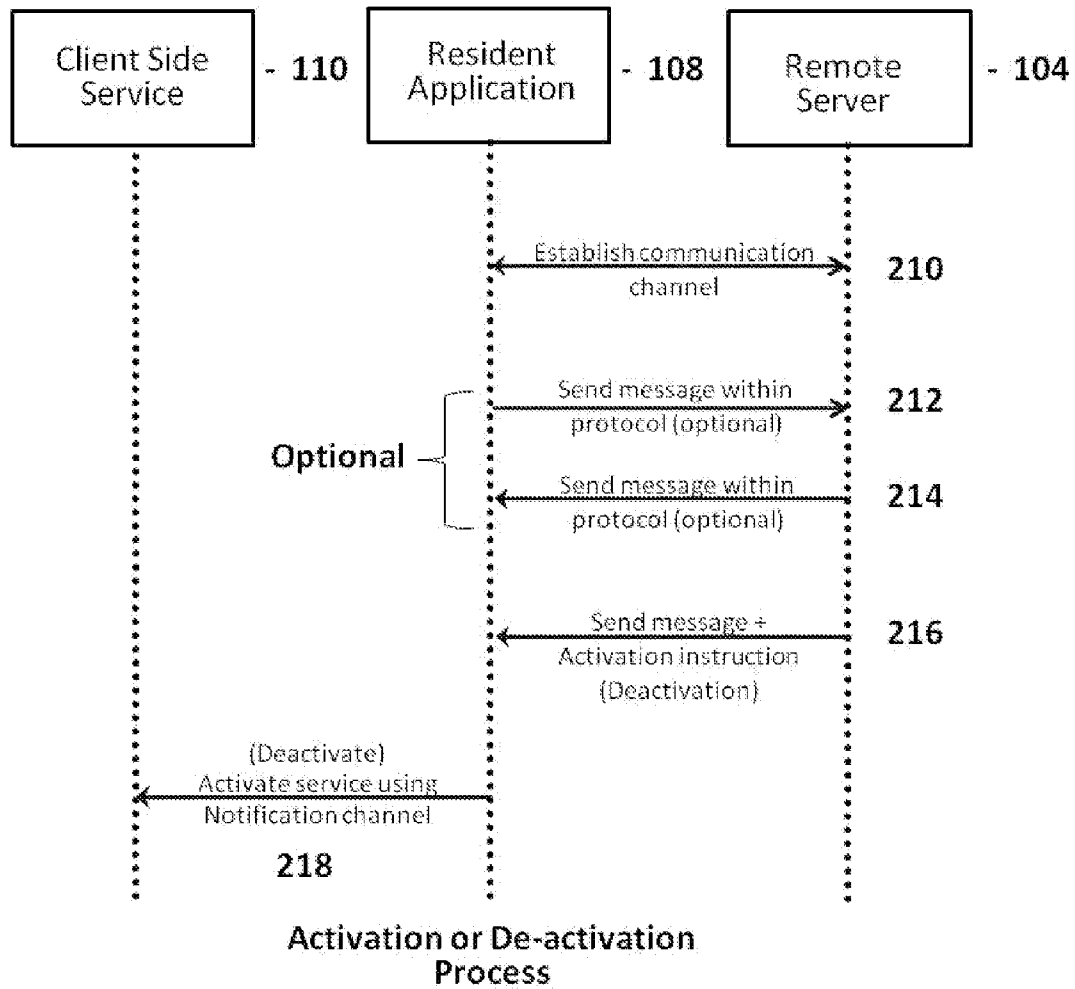 Client Side
Service
- 110
Resident
Application
- 108
Remote
Server
- 104
Establish communication
channel
210
Send message within
protocol (optional)
212
Optional
Send message within
protocol (optional)
214
Send message +
Activation instruction
(Deactivation)
216
(Deactivate)
Activate service using
Notification channel
218
Activation or De-activation
Process